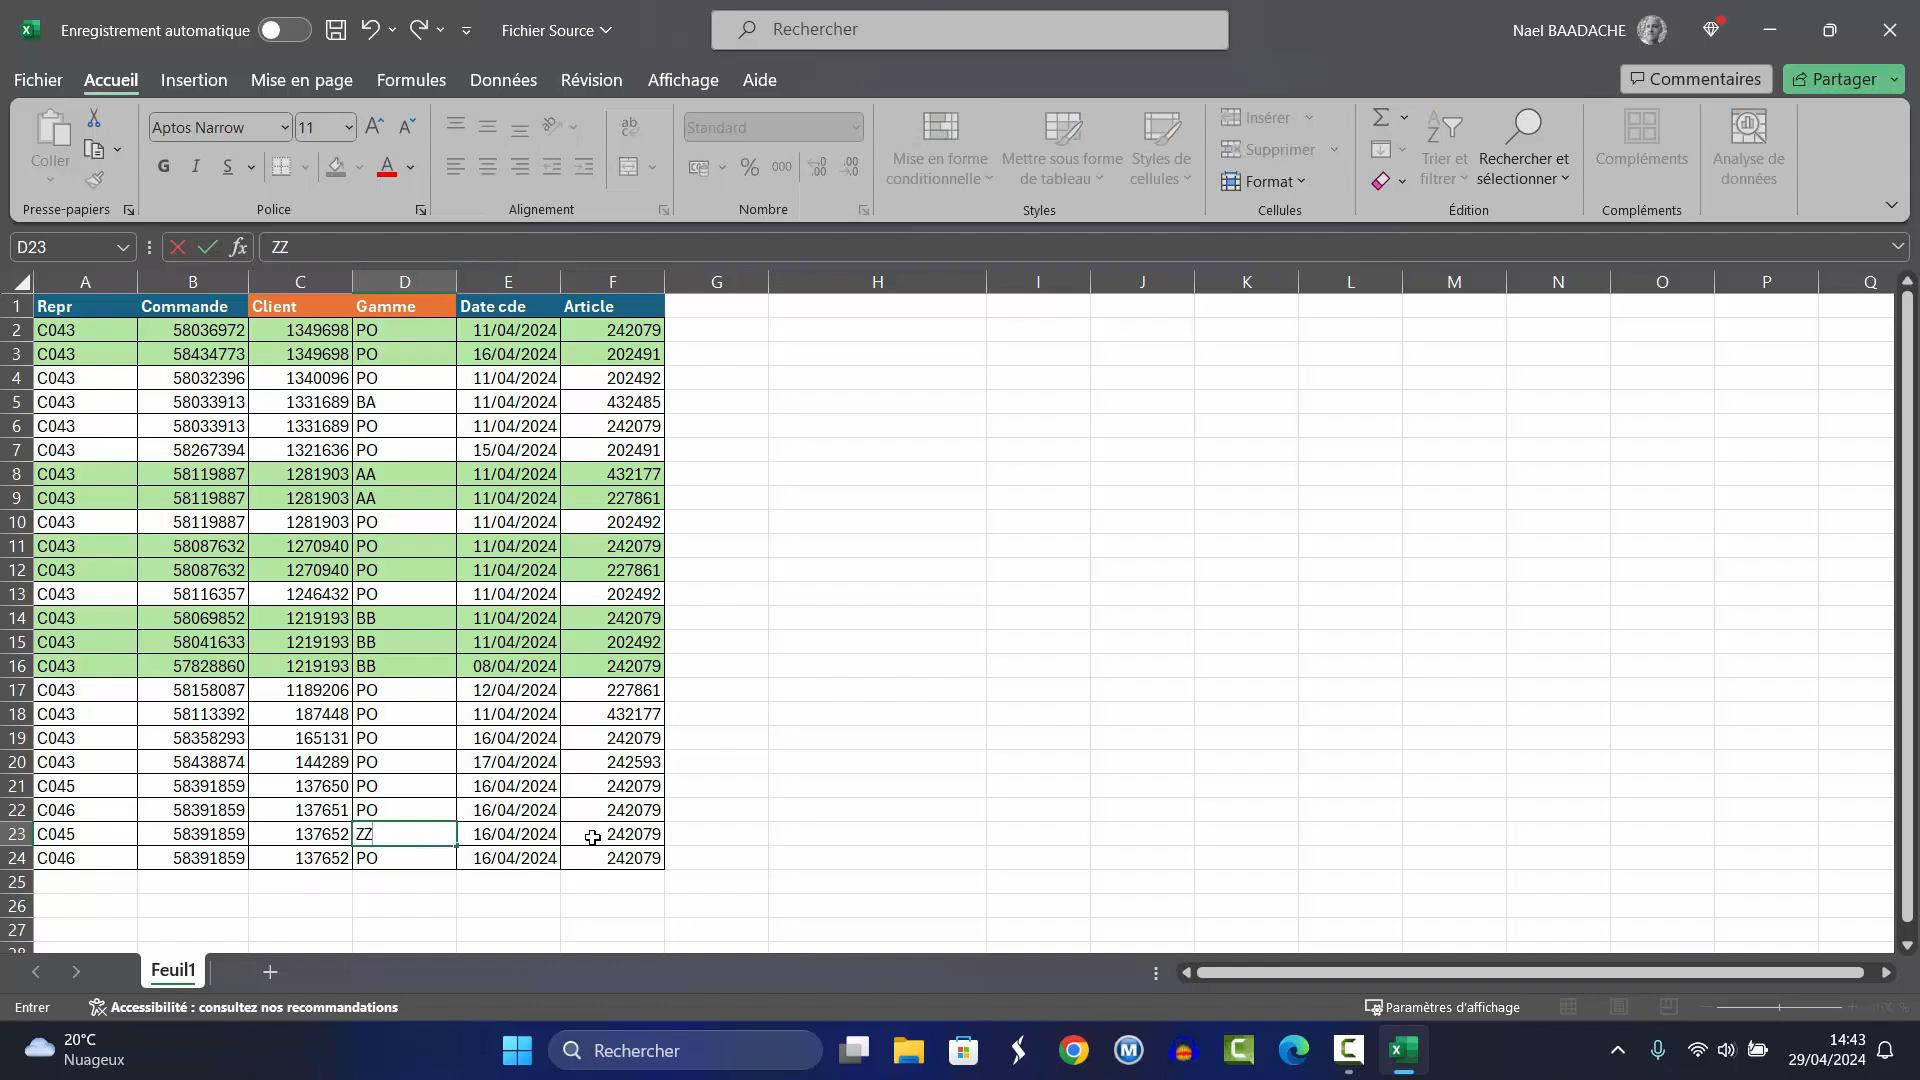 Enregistrement automatique Fichier Source Rechercher Nael BAADACHE
Fichier Accueil Insertion Mise en page Formules Données Révision Affichage Aide Commentaires Partager
Coller Aptos Narrow 11 Standard Mise en forme conditionnelle Mettre sous forme de tableau Styles de cellules Insérer Supprimer Format Trier et filtrer Rechercher et sélectionner Compléments Analyse de données
G I S A % 000
Presse-papiers Police Alignement Nombre Styles Cellules Édition Compléments
D23 fx ZZ
A B C D E F G H I J K L M N O P Q
1 Repr Commande Client Gamme Date cde Article
2 C043 58036972 1349698 PO 11/04/2024 242079
3 C043 58434773 1349698 PO 16/04/2024 202491
4 C043 58032396 1340096 PO 11/04/2024 202492
5 C043 58033913 1331689 BA 11/04/2024 432485
6 C043 58033913 1331689 PO 11/04/2024 242079
7 C043 58267394 1321636 PO 15/04/2024 202491
8 C043 58119887 1281903 AA 11/04/2024 432177
9 C043 58119887 1281903 AA 11/04/2024 227861
10 C043 58119887 1281903 PO 11/04/2024 202492
11 C043 58087632 1270940 PO 11/04/2024 242079
12 C043 58087632 1270940 PO 11/04/2024 227861
13 C043 58116357 1246432 PO 11/04/2024 202492
14 C043 58069852 1219193 BB 11/04/2024 242079
15 C043 58041633 1219193 BB 11/04/2024 202492
16 C043 57828860 1219193 BB 08/04/2024 242079
17 C043 58158087 1189206 PO 12/04/2024 227861
18 C043 58113392 187448 PO 11/04/2024 432177
19 C043 58358293 165131 PO 16/04/2024 242079
20 C043 58438874 144289 PO 17/04/2024 242593
21 C045 58391859 137650 PO 16/04/2024 242079
22 C046 58391859 137651 PO 16/04/2024 242079
23 C045 58391859 137652 ZZ 16/04/2024 242079
24 C046 58391859 137652 PO 16/04/2024 242079
25
26
27
Feuil1
Entrer Accessibilité : consultez nos recommandations Paramètres d'affichage
20°C
Nuageux
Rechercher
14:43
29/04/2024